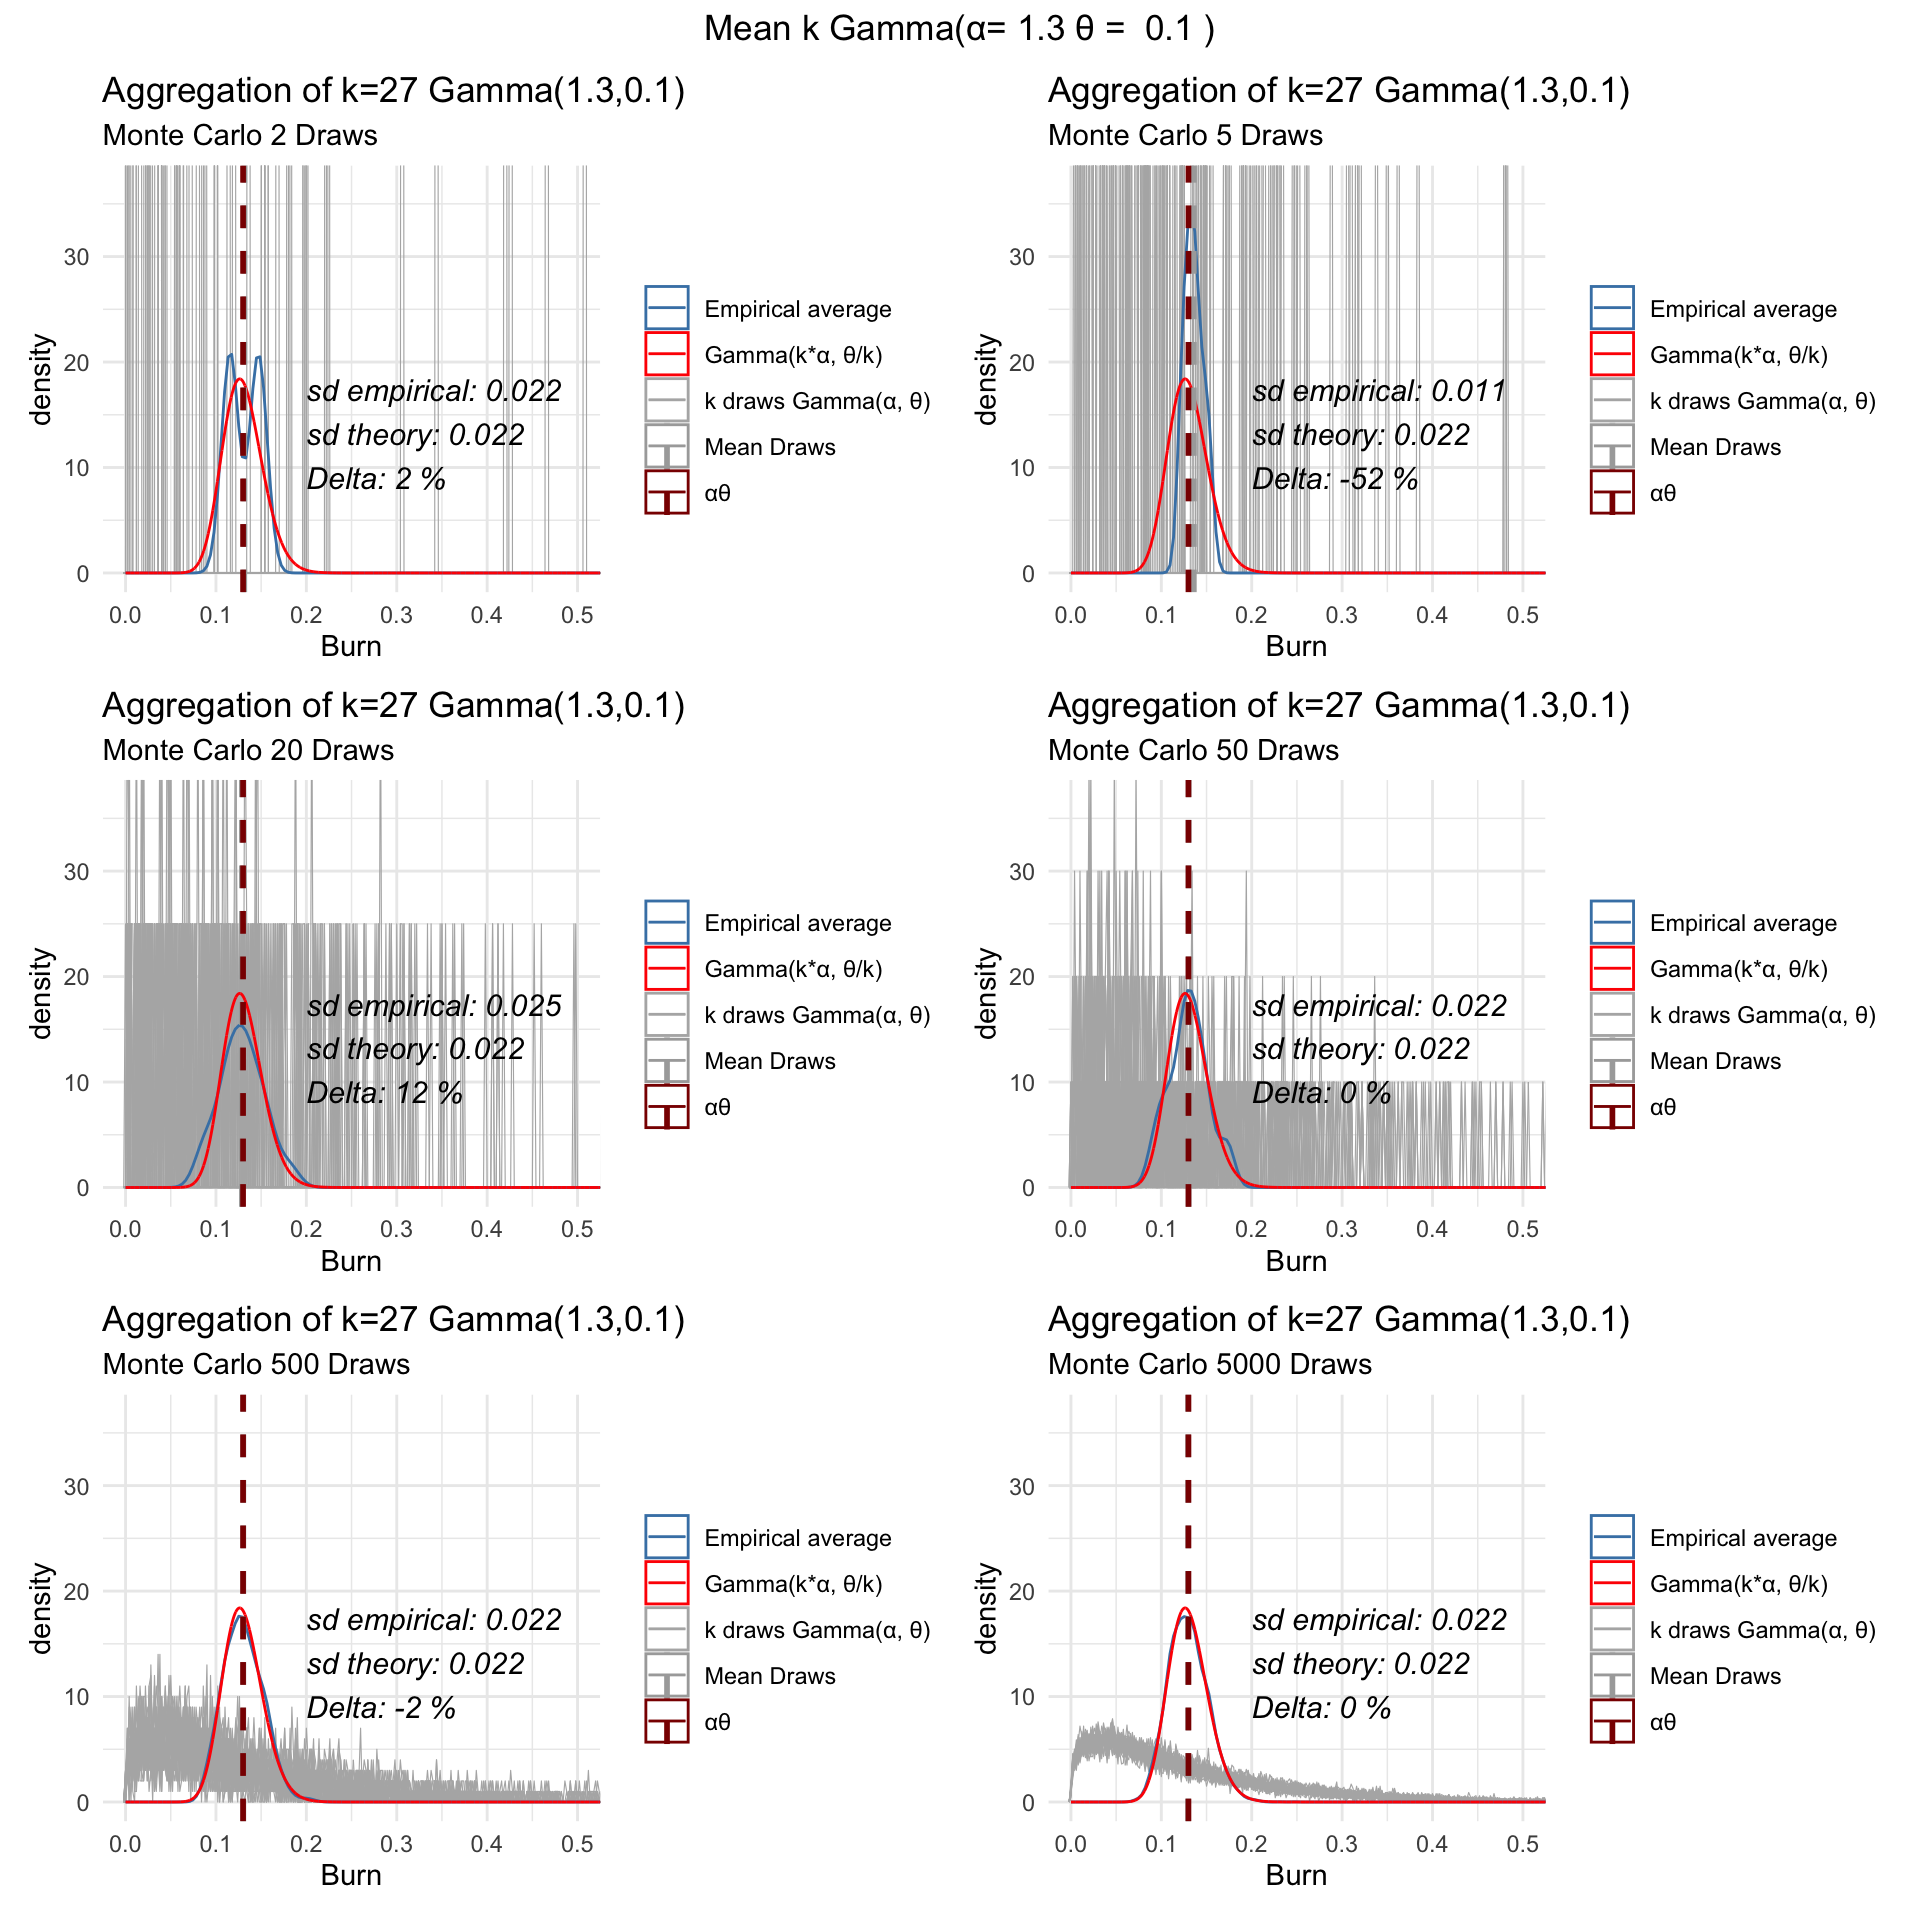 Mean k Gamma(α= 1.3 θ =  0.1 )
Aggregation of k=27 Gamma(1.3,0.1)
Monte Carlo 2 Draws
density
30
20
10
0
sd empirical: 0.022
sd theory: 0.022
Delta: 2 %
0.0 0.1 0.2 0.3 0.4 0.5
Burn
Empirical average
Gamma(k*α, θ/k)
k draws Gamma(α, θ)
Mean Draws
αθ
Aggregation of k=27 Gamma(1.3,0.1)
Monte Carlo 5 Draws
density
30
20
10
0
sd empirical: 0.011
sd theory: 0.022
Delta: -52 %
0.0 0.1 0.2 0.3 0.4 0.5
Burn
Empirical average
Gamma(k*α, θ/k)
k draws Gamma(α, θ)
Mean Draws
αθ
Aggregation of k=27 Gamma(1.3,0.1)
Monte Carlo 20 Draws
density
30
20
10
0
sd empirical: 0.025
sd theory: 0.022
Delta: 12 %
0.0 0.1 0.2 0.3 0.4 0.5
Burn
Empirical average
Gamma(k*α, θ/k)
k draws Gamma(α, θ)
Mean Draws
αθ
Aggregation of k=27 Gamma(1.3,0.1)
Monte Carlo 50 Draws
density
30
20
10
0
sd empirical: 0.022
sd theory: 0.022
Delta: 0 %
0.0 0.1 0.2 0.3 0.4 0.5
Burn
Empirical average
Gamma(k*α, θ/k)
k draws Gamma(α, θ)
Mean Draws
αθ
Aggregation of k=27 Gamma(1.3,0.1)
Monte Carlo 500 Draws
density
30
20
10
0
sd empirical: 0.022
sd theory: 0.022
Delta: -2 %
0.0 0.1 0.2 0.3 0.4 0.5
Burn
Empirical average
Gamma(k*α, θ/k)
k draws Gamma(α, θ)
Mean Draws
αθ
Aggregation of k=27 Gamma(1.3,0.1)
Monte Carlo 5000 Draws
density
30
20
10
0
sd empirical: 0.022
sd theory: 0.022
Delta: 0 %
0.0 0.1 0.2 0.3 0.4 0.5
Burn
Empirical average
Gamma(k*α, θ/k)
k draws Gamma(α, θ)
Mean Draws
αθ